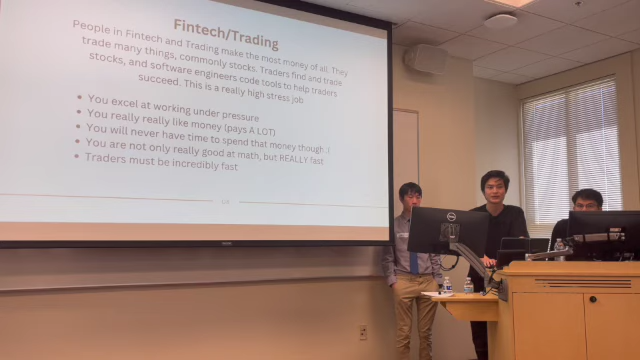 Fintech/Trading
People in Fintech and Trading make the most money of all. They
trade many things, commonly stocks. Traders find and trade
stocks, and software engineers code tools to help traders
succeed. This is a really high stress job
• You excel at working under pressure
• You really really like money (pays A LOT)
• You will never have time to spend that money though :(
• You are not only really good at math, but REALLY fast
• Traders must be incredibly fast
DELL